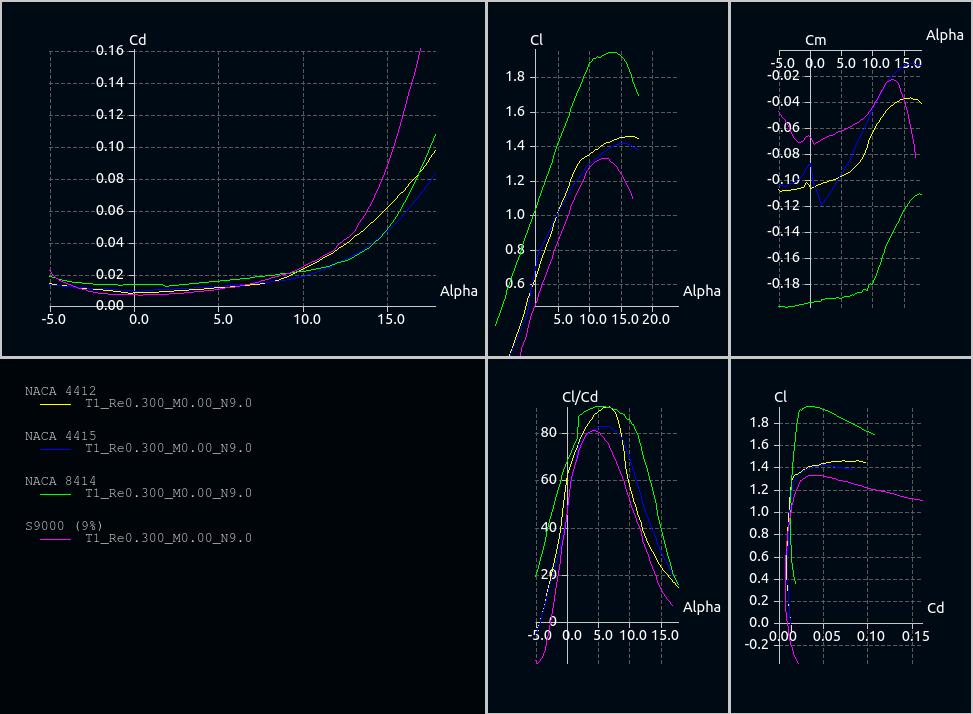 Cd
0.16
0.14
0.12
0.10
0.08
0.06
0.04
0.02
0.00
Alpha
-5.0 0.0 5.0 10.0 15.0
Cl
1.8
1.6
1.4
1.2
1.0
0.8
0.6
Alpha
5.0 10.0 15.0 20.0
Alpha
Cm
-5.0 0.0 5.0 10.0 15.0
-0.02
-0.04
-0.06
-0.08
-0.10
-0.12
-0.14
-0.16
-0.18
NACA 4412
T1_Re0.300_M0.00_N9.0
NACA 4415
T1_Re0.300_M0.00_N9.0
NACA 8414
T1_Re0.300_M0.00_N9.0
S9000 (9%)
T1_Re0.300_M0.00_N9.0
Cl/Cd
80
60
40
20
0
Alpha
-5.0 0.0 5.0 10.0 15.0
Cl
1.8
1.6
1.4
1.2
1.0
0.8
0.6
0.4
0.2
0.0
-0.2
Cd
0.00 0.05 0.10 0.15